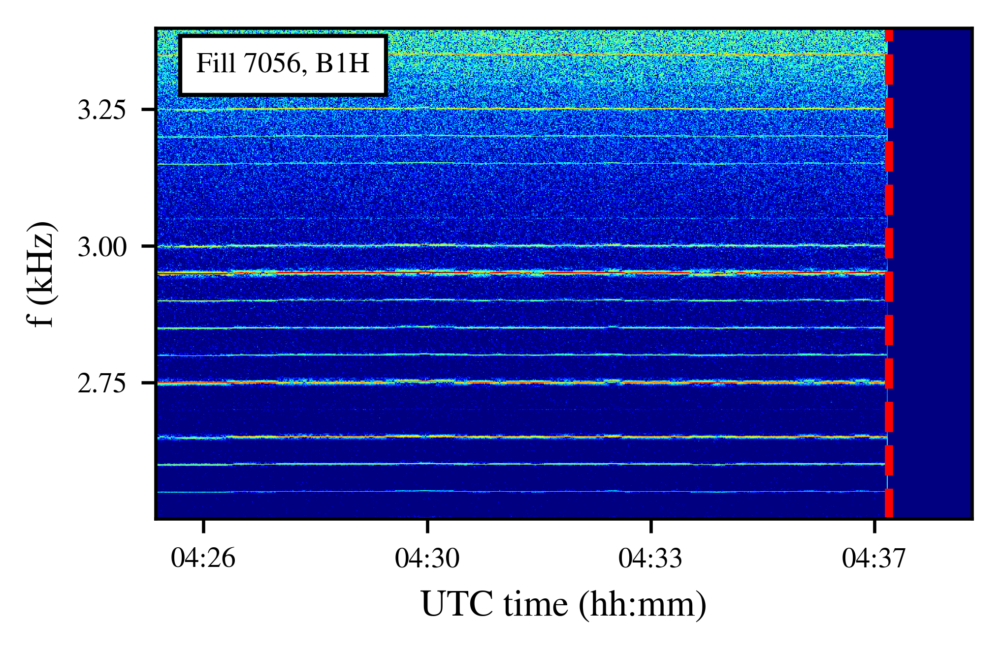 Fill 7056, B1H
3.25
3.00
2.75
f (kHz)
04:26 04:30 04:33 04:37
UTC time (hh:mm)